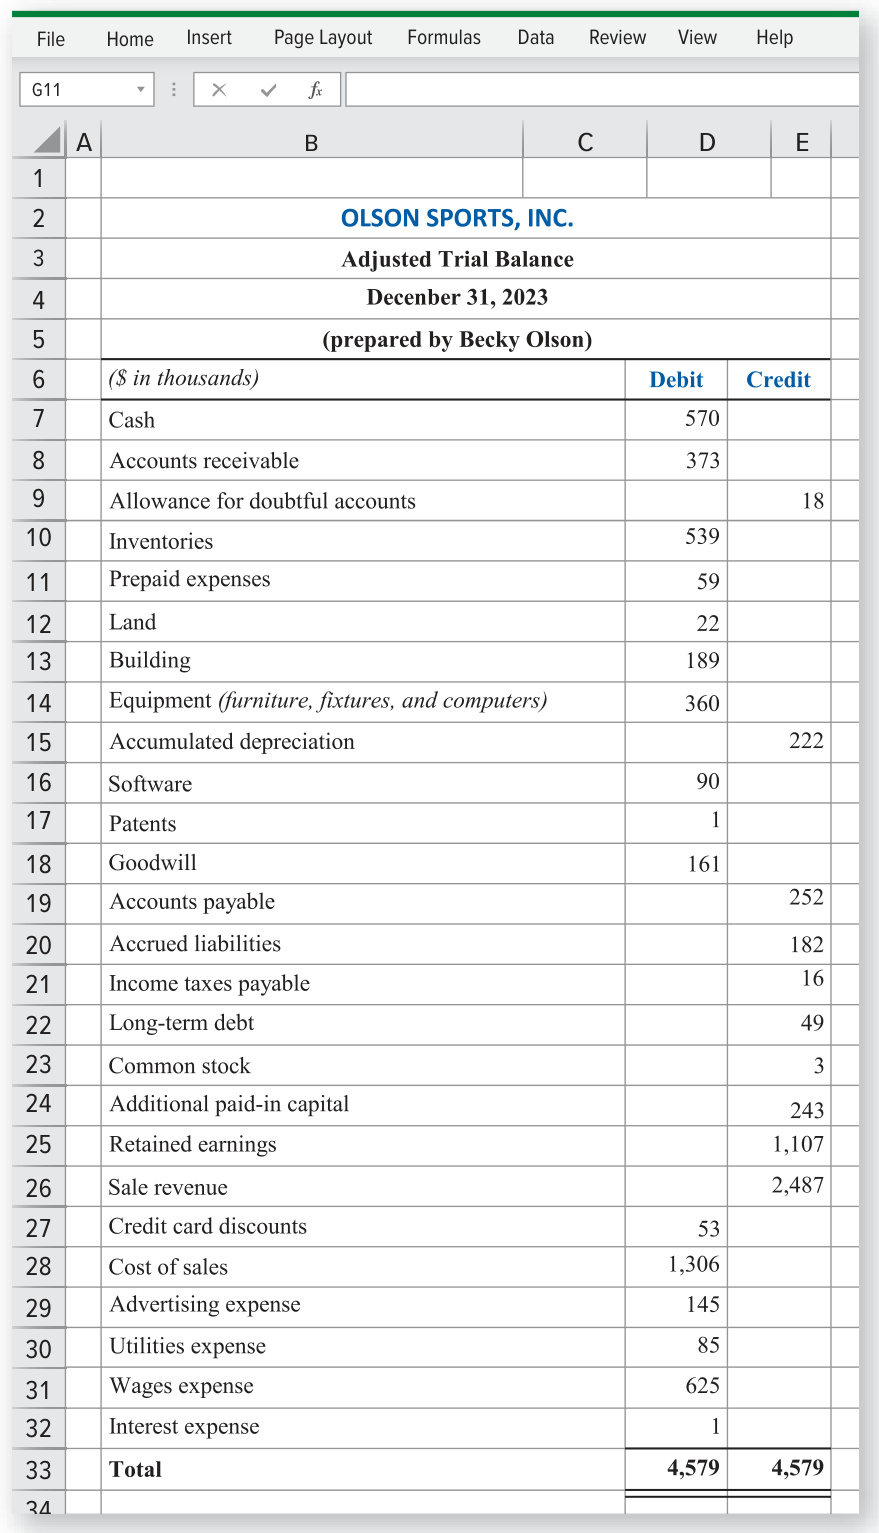 File Home Insert Page Layout Formulas Data Review View Help
G11 fx
A B C D E
1
2 OLSON SPORTS, INC.
3 Adjusted Trial Balance
4 Decenber 31, 2023
5 (prepared by Becky Olson)
6 ($ in thousands) Debit Credit
7 Cash 570
8 Accounts receivable 373
9 Allowance for doubtful accounts 18
10 Inventories 539
11 Prepaid expenses 59
12 Land 22
13 Building 189
14 Equipment (furniture, fixtures, and computers) 360
15 Accumulated depreciation 222
16 Software 90
17 Patents 1
18 Goodwill 161
19 Accounts payable 252
20 Accrued liabilities 182
21 Income taxes payable 16
22 Long-term debt 49
23 Common stock 3
24 Additional paid-in capital 243
25 Retained earnings 1,107
26 Sale revenue 2,487
27 Credit card discounts 53
28 Cost of sales 1,306
29 Advertising expense 145
30 Utilities expense 85
31 Wages expense 625
32 Interest expense 1
33 Total 4,579 4,579
34